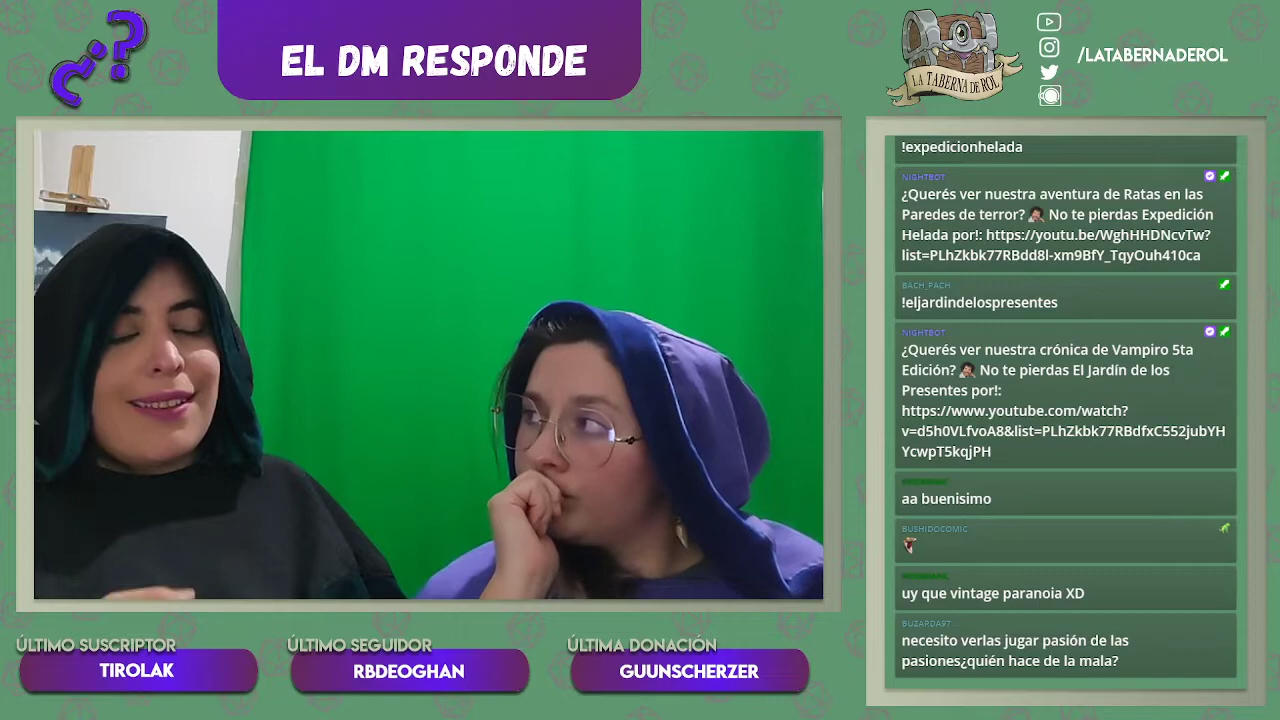 ¿?
EL DM RESPONDE
LA TABERNA DE ROL
/LATABERNADEROL
!expedicionhelada
NIGHTBOT
¿Querés ver nuestra aventura de Ratas en las
Paredes de terror? No te pierdas Expedición
Helada por!: https://youtu.be/WghHHDNcvTw?
list=PLhZkbk77RBdd8l-xm9BfY_TqyOuh410ca
BACH_PACH
!eljardindelospresentes
NIGHTBOT
¿Querés ver nuestra crónica de Vampiro 5ta
Edición? No te pierdas El Jardín de los
Presentes por!:
https://www.youtube.com/watch?
v=d5h0VLfvoA8&list=PLhZkbk77RBdfxC552jubYH
YcwpT5kqjPH
aa buenisimo
BUSHIDOCOMIC
uy que vintage paranoia XD
BUZARDA97
necesito verlas jugar pasión de las
pasiones¿quién hace de la mala?
ÚLTIMO SUSCRIPTOR
TIROLAK
ÚLTIMO SEGUIDOR
RBDEOGHAN
ÚLTIMA DONACIÓN
GUUNSCHERZER